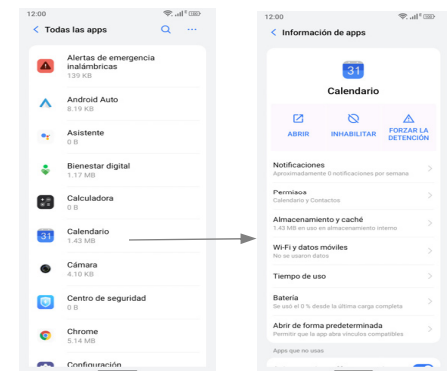 12:00
Todas las apps
Alertas de emergencia
inalámbricas
139 KB
Android Auto
8.19 KB
Asistente
0 B
Bienestar digital
1.17 MB
Calculadora
0 B
31
Calendario
1.43 MB
Cámara
4.10 KB
Centro de seguridad
0 B
Chrome
5.14 MB
Configuración
12:00
Información de apps
31
Calendario
ABRIR
INHABILITAR
FORZAR LA
DETENCIÓN
Notificaciones
Aproximadamente 0 notificaciones por semana
Permisos
Calendario y Contactos
Almacenamiento y caché
1.43 MB en uso en almacenamiento interno
Wi-Fi y datos móviles
No se usaron datos
Tiempo de uso
Batería
Se usó el 0 % desde la última carga completa
Abrir de forma predeterminada
Permitir que la app abra vínculos compatibles
Apps que no usas